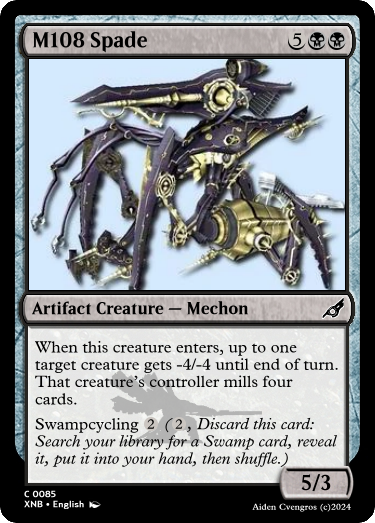 M108 Spade 5
Artifact Creature — Mechon
When this creature enters, up to one
target creature gets -4/-4 until end of turn.
That creature's controller mills four
cards.
Swampcycling 2 ( 2 , Discard this card:
Search your library for a Swamp card, reveal
it, put it into your hand, then shuffle.)
5/3
C 0085
XNB • English
Aiden Cvengros (c)2024